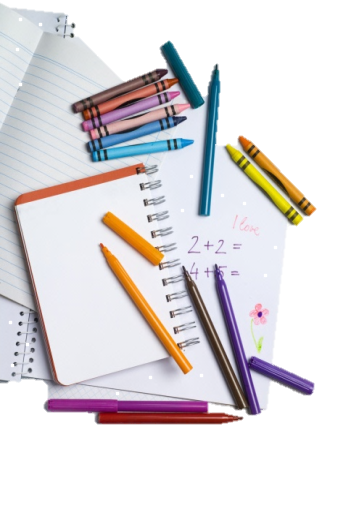 I love
2+2=
4+5=